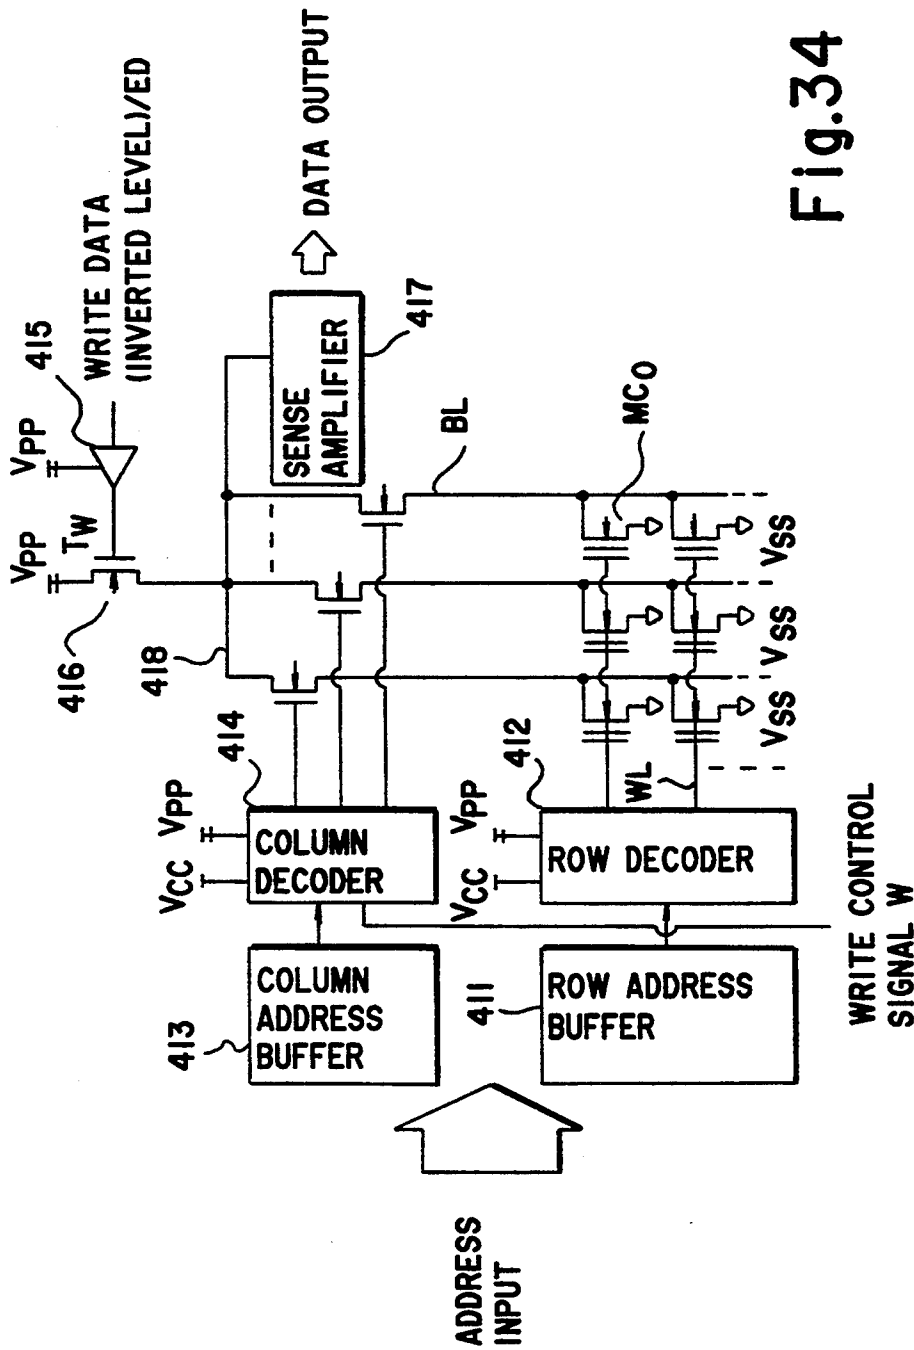 VPP
VPP
415
WRITE DATA
(INVERTED LEVEL)/ED
TW
416
418
DATA OUTPUT
SENSE
AMPLIFIER
417
414
VCC
VPP
COLUMN
DECODER
COLUMN
ADDRESS
BUFFER
413
BL
MC0
412
WL
VCC
VPP
ROW DECODER
ROW ADDRESS
BUFFER
411
VSS
VSS
VSS
ADDRESS
INPUT
WRITE CONTROL
SIGNAL W
Fig.34